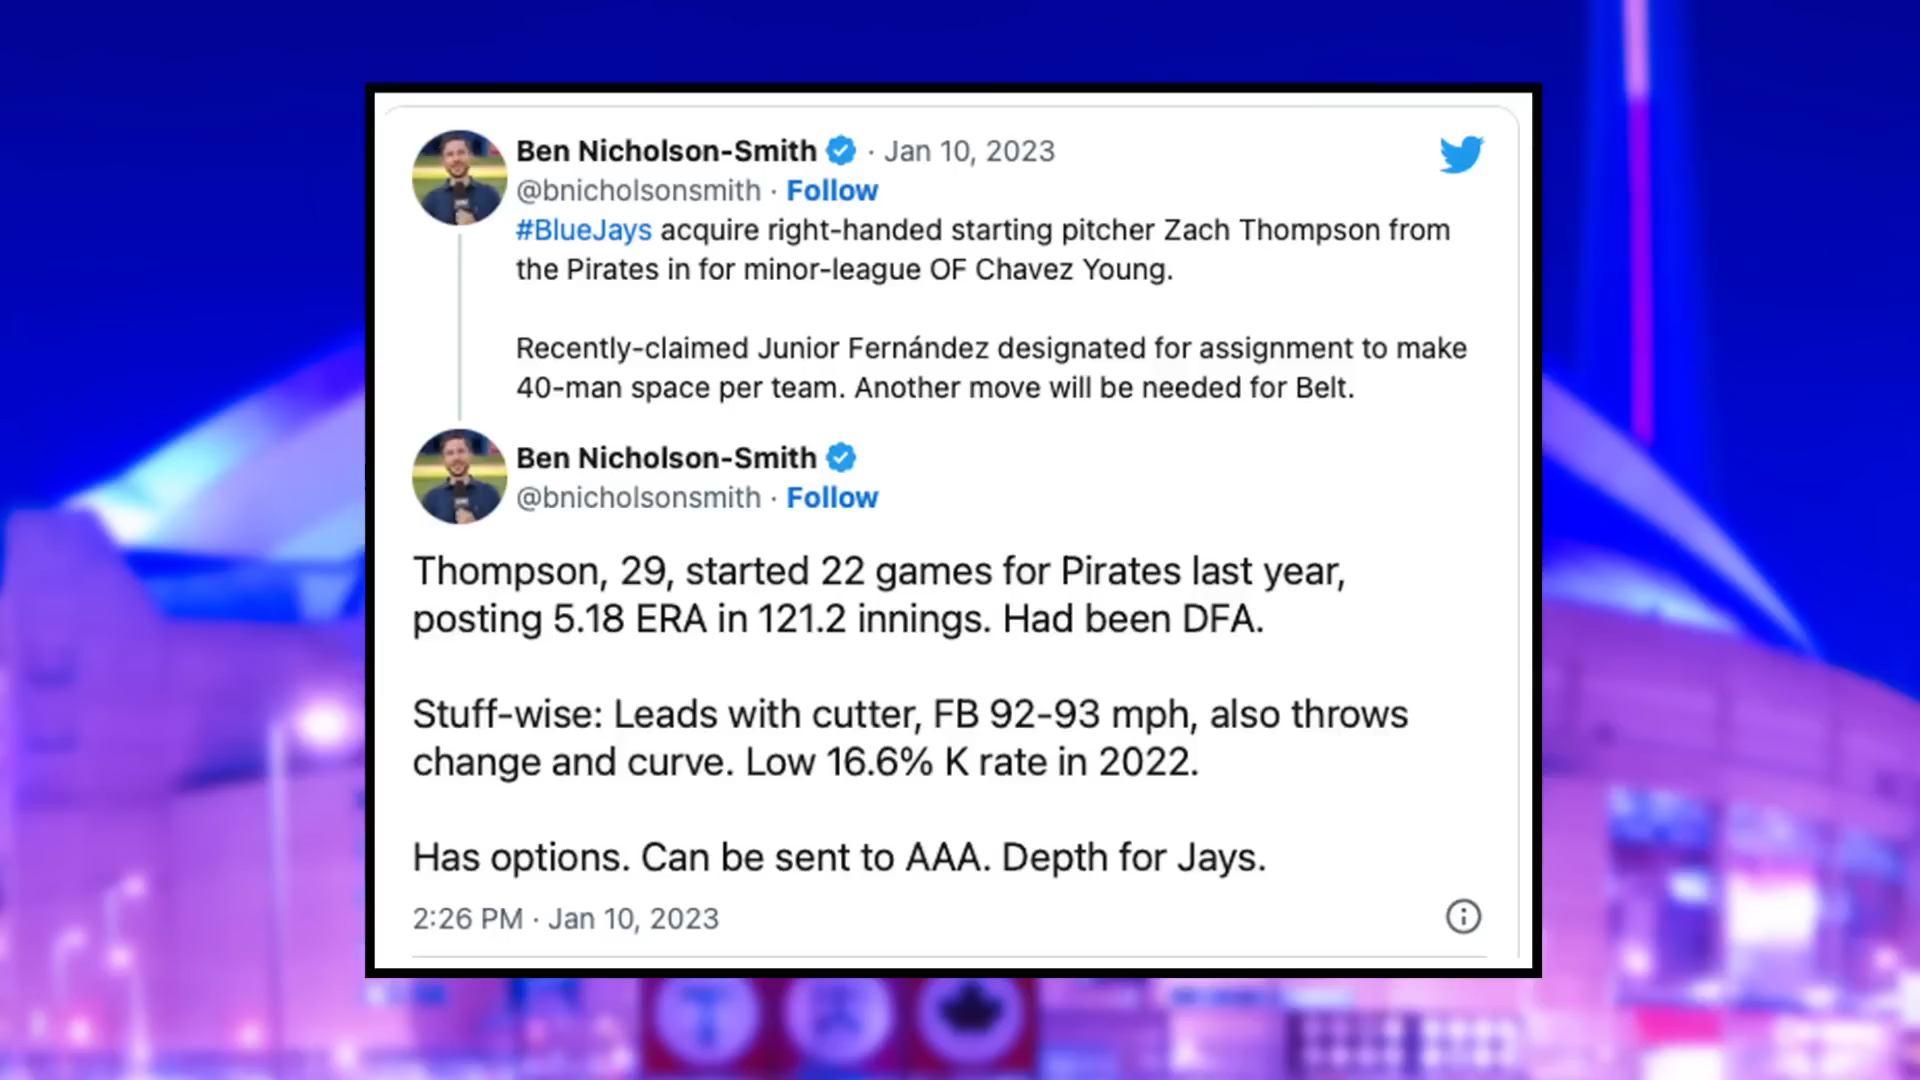 Ben Nicholson-Smith · Jan 10, 2023
@bnicholsonsmith · Follow
#BlueJays acquire right-handed starting pitcher Zach Thompson from
the Pirates in for minor-league OF Chavez Young.
Recently-claimed Junior Fernández designated for assignment to make
40-man space per team. Another move will be needed for Belt.
Ben Nicholson-Smith
@bnicholsonsmith · Follow
Thompson, 29, started 22 games for Pirates last year,
posting 5.18 ERA in 121.2 innings. Had been DFA.
Stuff-wise: Leads with cutter, FB 92-93 mph, also throws
change and curve. Low 16.6% K rate in 2022.
Has options. Can be sent to AAA. Depth for Jays.
2:26 PM · Jan 10, 2023